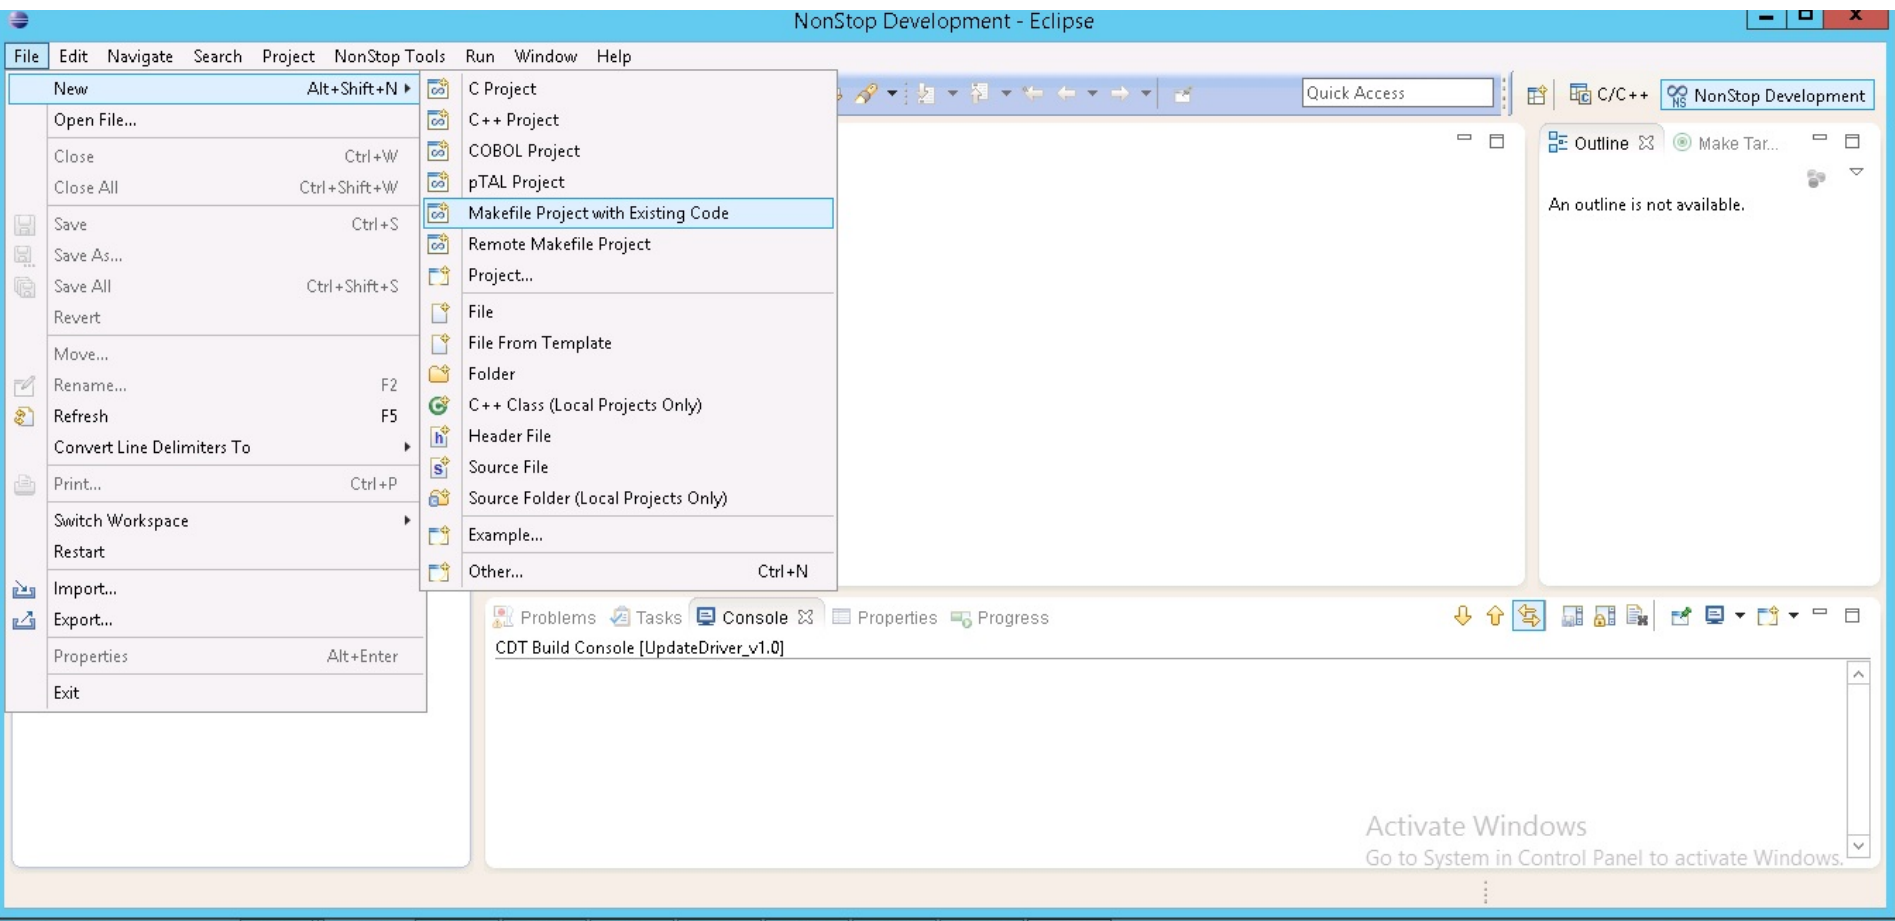 NonStop Development - Eclipse
File Edit Navigate Search Project NonStop Tools Run Window Help
New Alt+Shift+N
Open File...
Close Ctrl+W
Close All Ctrl+Shift+W
Save Ctrl+S
Save As...
Save All Ctrl+Shift+S
Revert
Move...
Rename... F2
Refresh F5
Convert Line Delimiters To
Print... Ctrl+P
Switch Workspace
Restart
Import...
Export...
Properties Alt+Enter
Exit
C Project
C++ Project
COBOL Project
pTAL Project
Makefile Project with Existing Code
Remote Makefile Project
Project...
File
File From Template
Folder
C++ Class (Local Projects Only)
Header File
Source File
Source Folder (Local Projects Only)
Example...
Other... Ctrl+N
Quick Access
C/C++ NonStop Development
Outline Make Tar...
An outline is not available.
Problems Tasks Console Properties Progress
CDT Build Console [UpdateDriver_v1.0]
Activate Windows
Go to System in Control Panel to activate Windows.